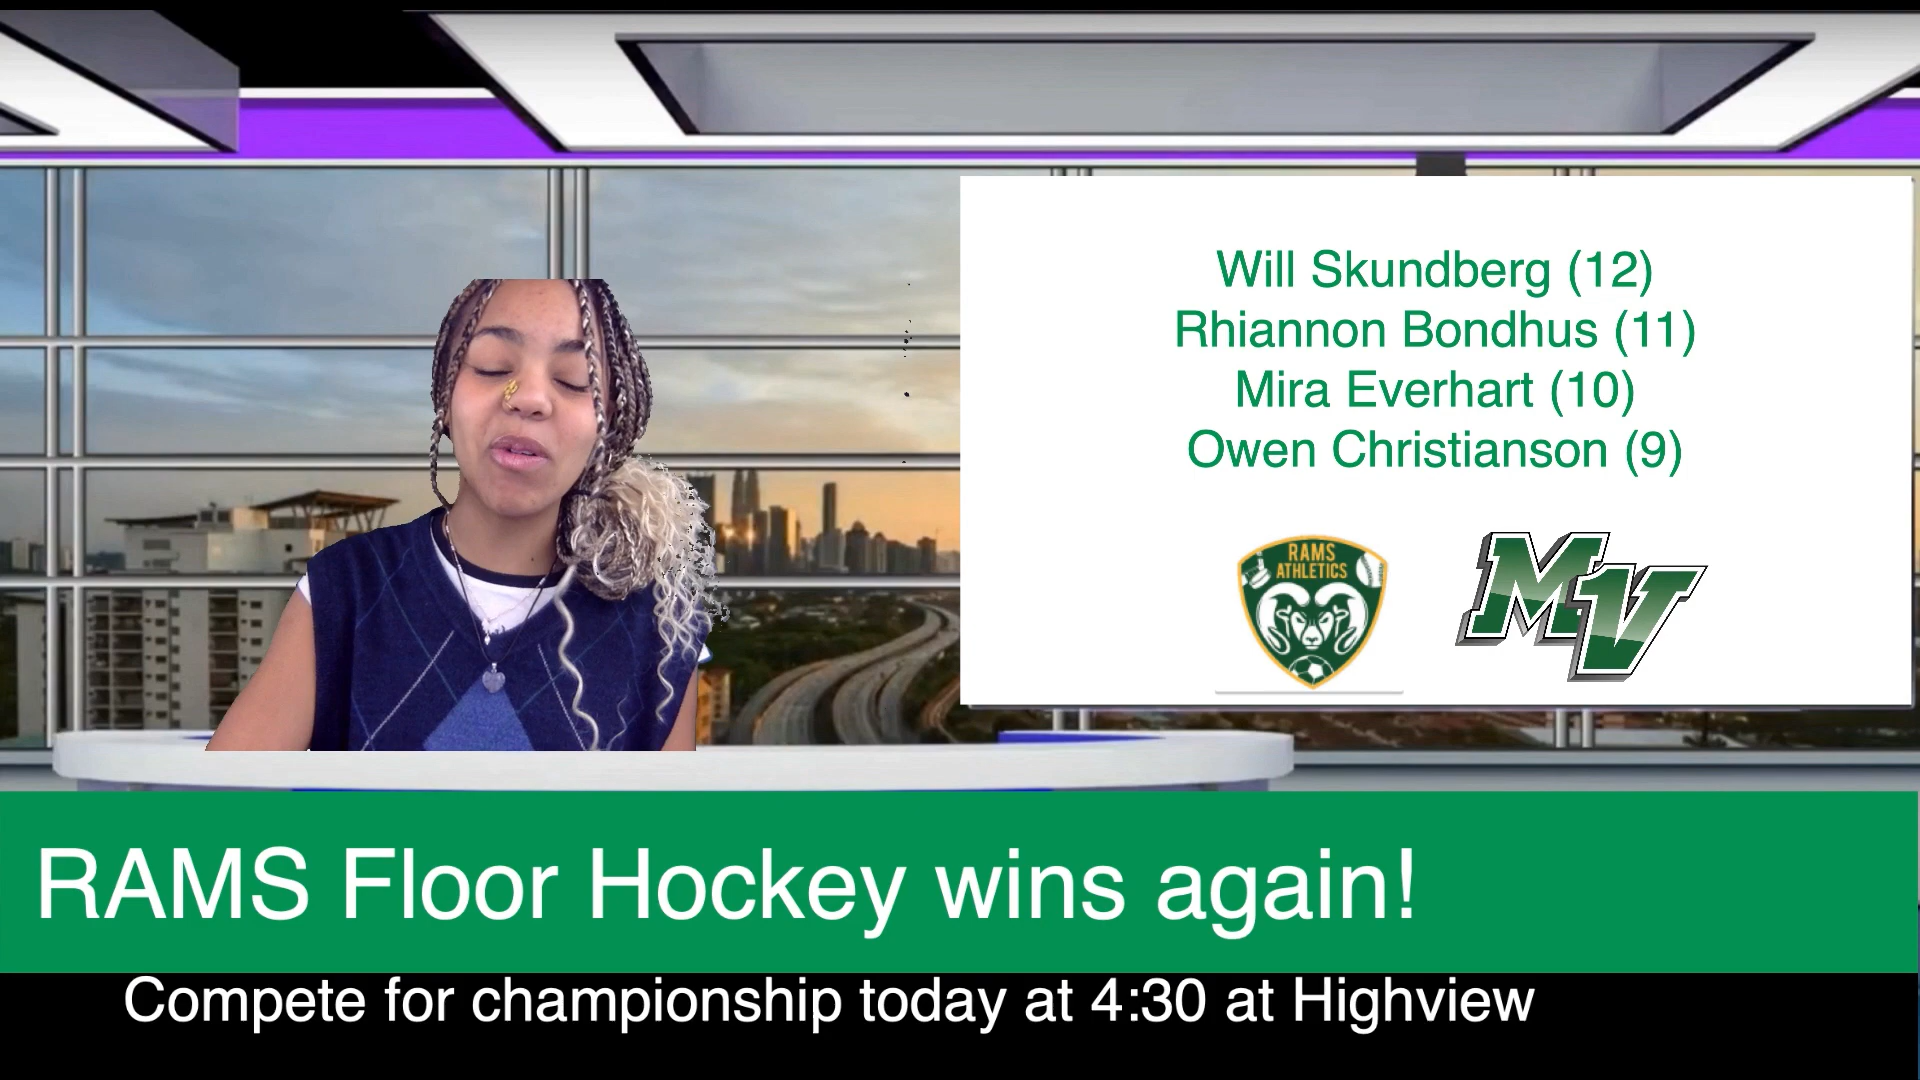 Will Skundberg (12)
Rhiannon Bondhus (11)
Mira Everhart (10)
Owen Christianson (9)
RAMS
ATHLETICS
MV
RAMS Floor Hockey wins again!
Compete for championship today at 4:30 at Highview